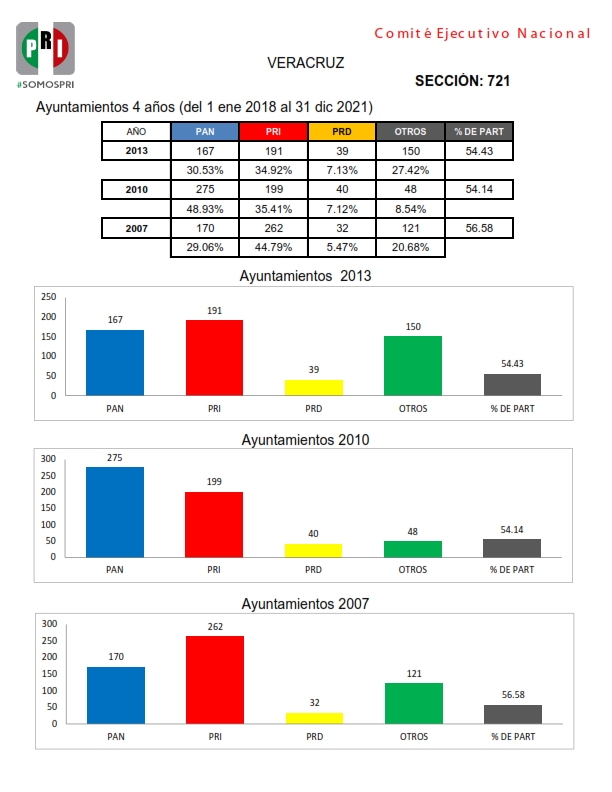 Comité Ejecutivo Nacional
PRI
#SOMOSPRI
VERACRUZ
SECCIÓN: 721
Ayuntamientos 4 años (del 1 ene 2018 al 31 dic 2021)
AÑO PAN PRI PRD OTROS % DE PART
2013 167 191 39 150 54.43
30.53% 34.92% 7.13% 27.42%
2010 275 199 40 48 54.14
48.93% 35.41% 7.12% 8.54%
2007 170 262 32 121 56.58
29.06% 44.79% 5.47% 20.68%
Ayuntamientos 2013
250
200
150
100
50
0
167 191 39 150 54.43
PAN PRI PRD OTROS % DE PART
Ayuntamientos 2010
300
250
200
150
100
50
0
275 199 40 48 54.14
PAN PRI PRD OTROS % DE PART
Ayuntamientos 2007
300
250
200
150
100
50
0
170 262 32 121 56.58
PAN PRI PRD OTROS % DE PART